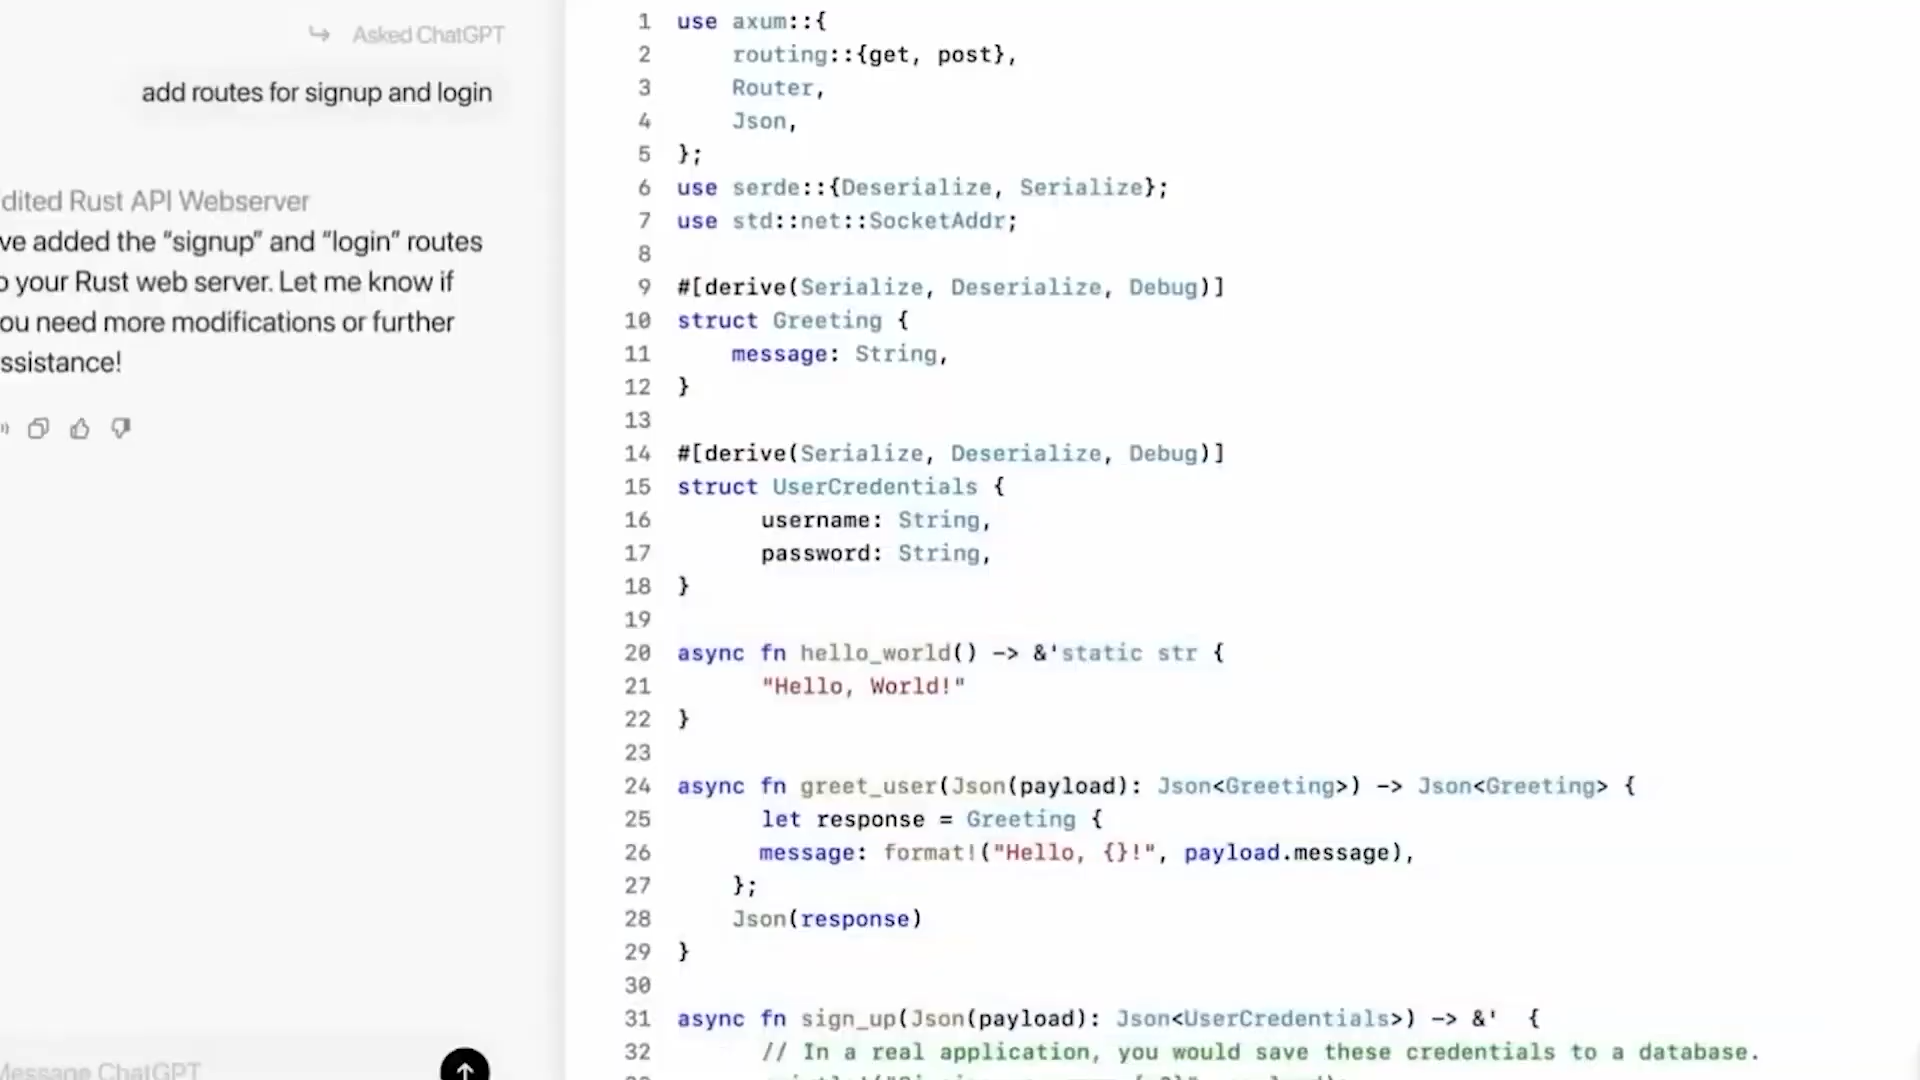 Asked ChatGPT
add routes for signup and login
dited Rust API Webserver
ve added the “signup” and “login” routes
o your Rust web server. Let me know if
ou need more modifications or further
ssistance!
Message ChatGPT
1 use axum::{
2 routing::{get, post},
3 Router,
4 Json,
5 };
6 use serde::{Deserialize, Serialize};
7 use std::net::SocketAddr;
8
9 #[derive(Serialize, Deserialize, Debug)]
10 struct Greeting {
11 message: String,
12 }
13
14 #[derive(Serialize, Deserialize, Debug)]
15 struct UserCredentials {
16 username: String,
17 password: String,
18 }
19
20 async fn hello_world() -> &'static str {
21 "Hello, World!"
22 }
23
24 async fn greet_user(Json(payload): Json<Greeting>) -> Json<Greeting> {
25 let response = Greeting {
26 message: format!("Hello, {}!", payload.message),
27 };
28 Json(response)
29 }
30
31 async fn sign_up(Json(payload): Json<UserCredentials>) -> &' {
32 // In a real application, you would save these credentials to a database.